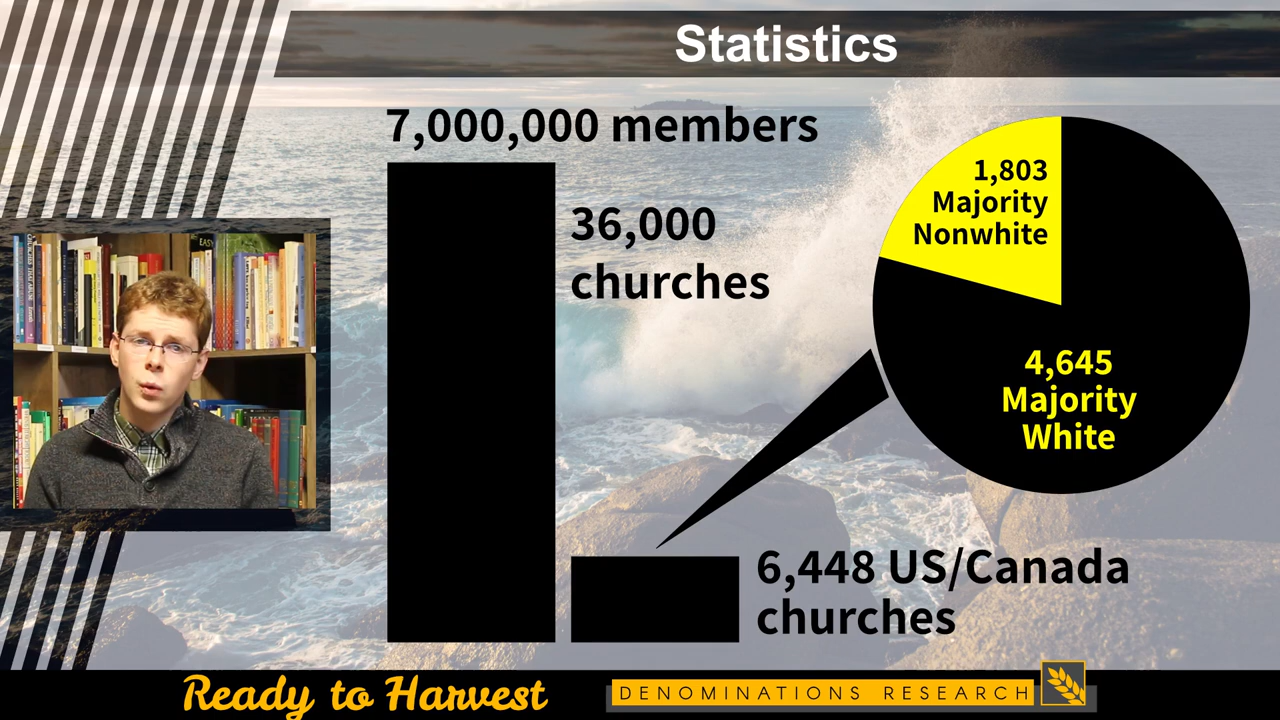 Statistics
7,000,000 members
36,000
churches
1,803
Majority
Nonwhite
4,645
Majority
White
6,448 US/Canada
churches
EASY
Ready to Harvest
DENOMINATIONS RESEARCH